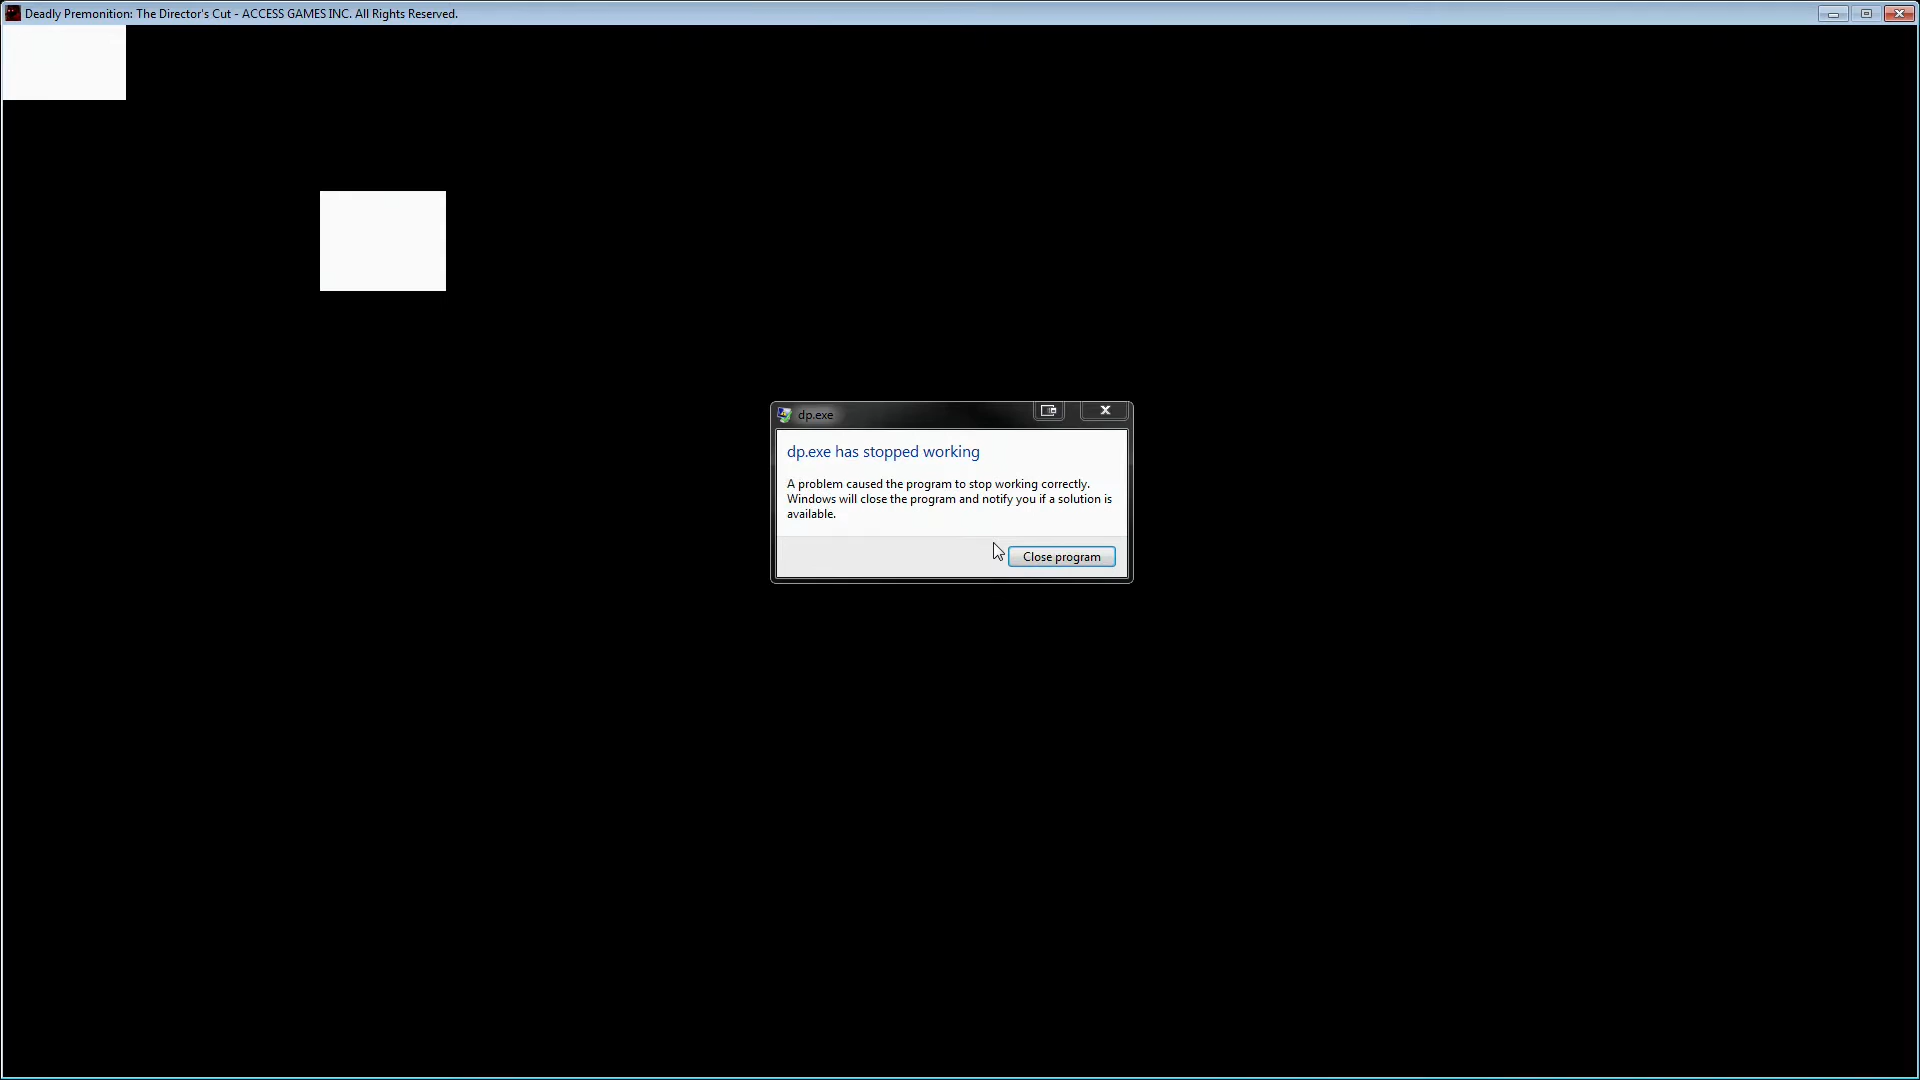 Deadly Premonition: The Director's Cut - ACCESS GAMES INC. All Rights Reserved.
dp.exe
dp.exe has stopped working
A problem caused the program to stop working correctly.
Windows will close the program and notify you if a solution is
available.
Close program